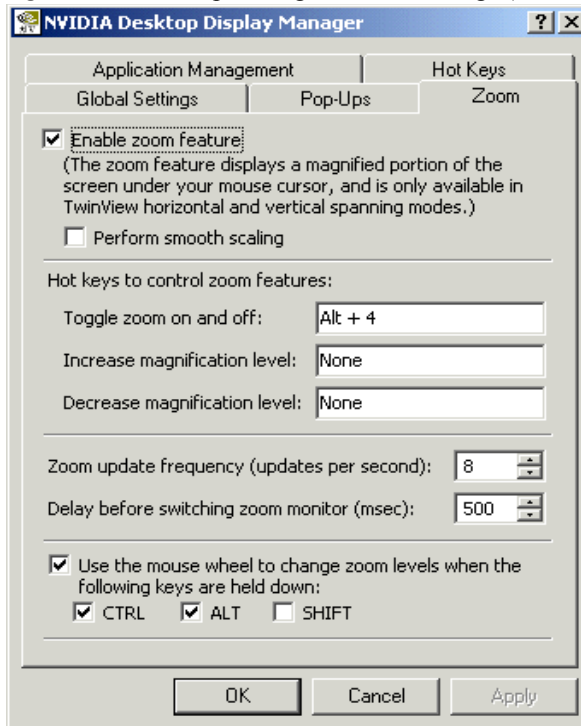 NVIDIA Desktop Display Manager
Application Management Hot Keys
Global Settings Pop-Ups Zoom
Enable zoom feature
(The zoom feature displays a magnified portion of the
screen under your mouse cursor, and is only available in
TwinView horizontal and vertical spanning modes.)
Perform smooth scaling
Hot keys to control zoom features:
Toggle zoom on and off: Alt + 4
Increase magnification level: None
Decrease magnification level: None
Zoom update frequency (updates per second): 8
Delay before switching zoom monitor (msec): 500
Use the mouse wheel to change zoom levels when the
following keys are held down:
CTRL ALT SHIFT
OK Cancel Apply